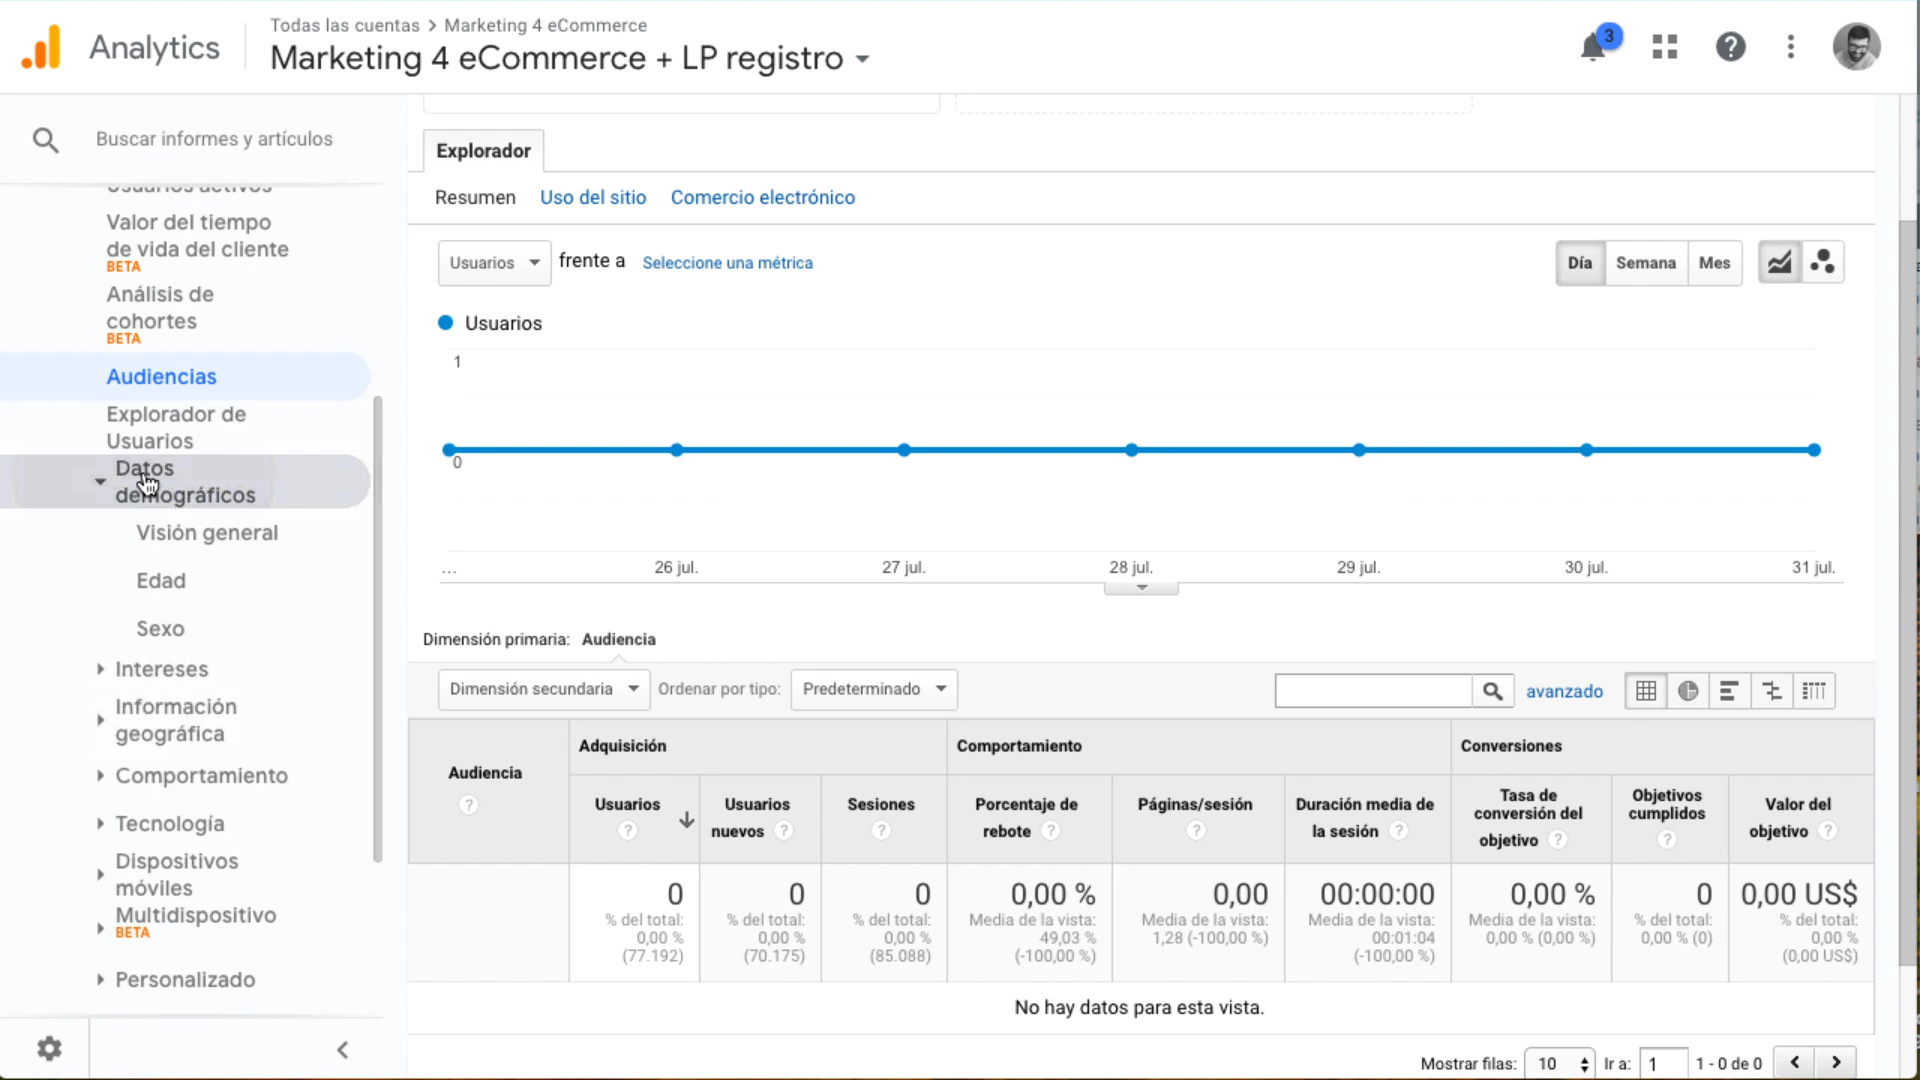 Analytics
Todas las cuentas > Marketing 4 eCommerce
Marketing 4 eCommerce + LP registro
3
Buscar informes y artículos
Usuarios activos
Valor del tiempo
de vida del cliente
BETA
Análisis de
cohortes
BETA
Audiencias
Explorador de
Usuarios
Datos
demográficos
Visión general
Edad
Sexo
Intereses
Información
geográfica
Comportamiento
Tecnología
Dispositivos
móviles
Multidispositivo
BETA
Personalizado
Explorador
Resumen Uso del sitio Comercio electrónico
Usuarios frente a Seleccione una métrica
Día Semana Mes
Usuarios
1
0
... 26 jul. 27 jul. 28 jul. 29 jul. 30 jul. 31 jul.
Dimensión primaria: Audiencia
Dimensión secundaria Ordenar por tipo: Predeterminado avanzado
Audiencia ?
Adquisición Comportamiento Conversiones
Usuarios ?
Usuarios
nuevos ?
Sesiones ?
Porcentaje de
rebote ?
Páginas/sesión ?
Duración media de
la sesión ?
Tasa de
conversión del
objetivo ?
Objetivos
cumplidos ?
Valor del
objetivo ?
0
% del total:
0,00 %
(77.192)
0
% del total:
0,00 %
(70.175)
0
% del total:
0,00 %
(85.088)
0,00 %
Media de la vista:
49,03 %
(-100,00 %)
0,00
Media de la vista:
1,28 (-100,00 %)
00:00:00
Media de la vista:
00:01:04
(-100,00 %)
0,00 %
Media de la vista:
0,00 % (0,00 %)
0
% del total:
0,00 % (0)
0,00 US$
% del total:
0,00 %
(0,00 US$)
No hay datos para esta vista.
Mostrar filas: 10 Ir a: 1 1 - 0 de 0